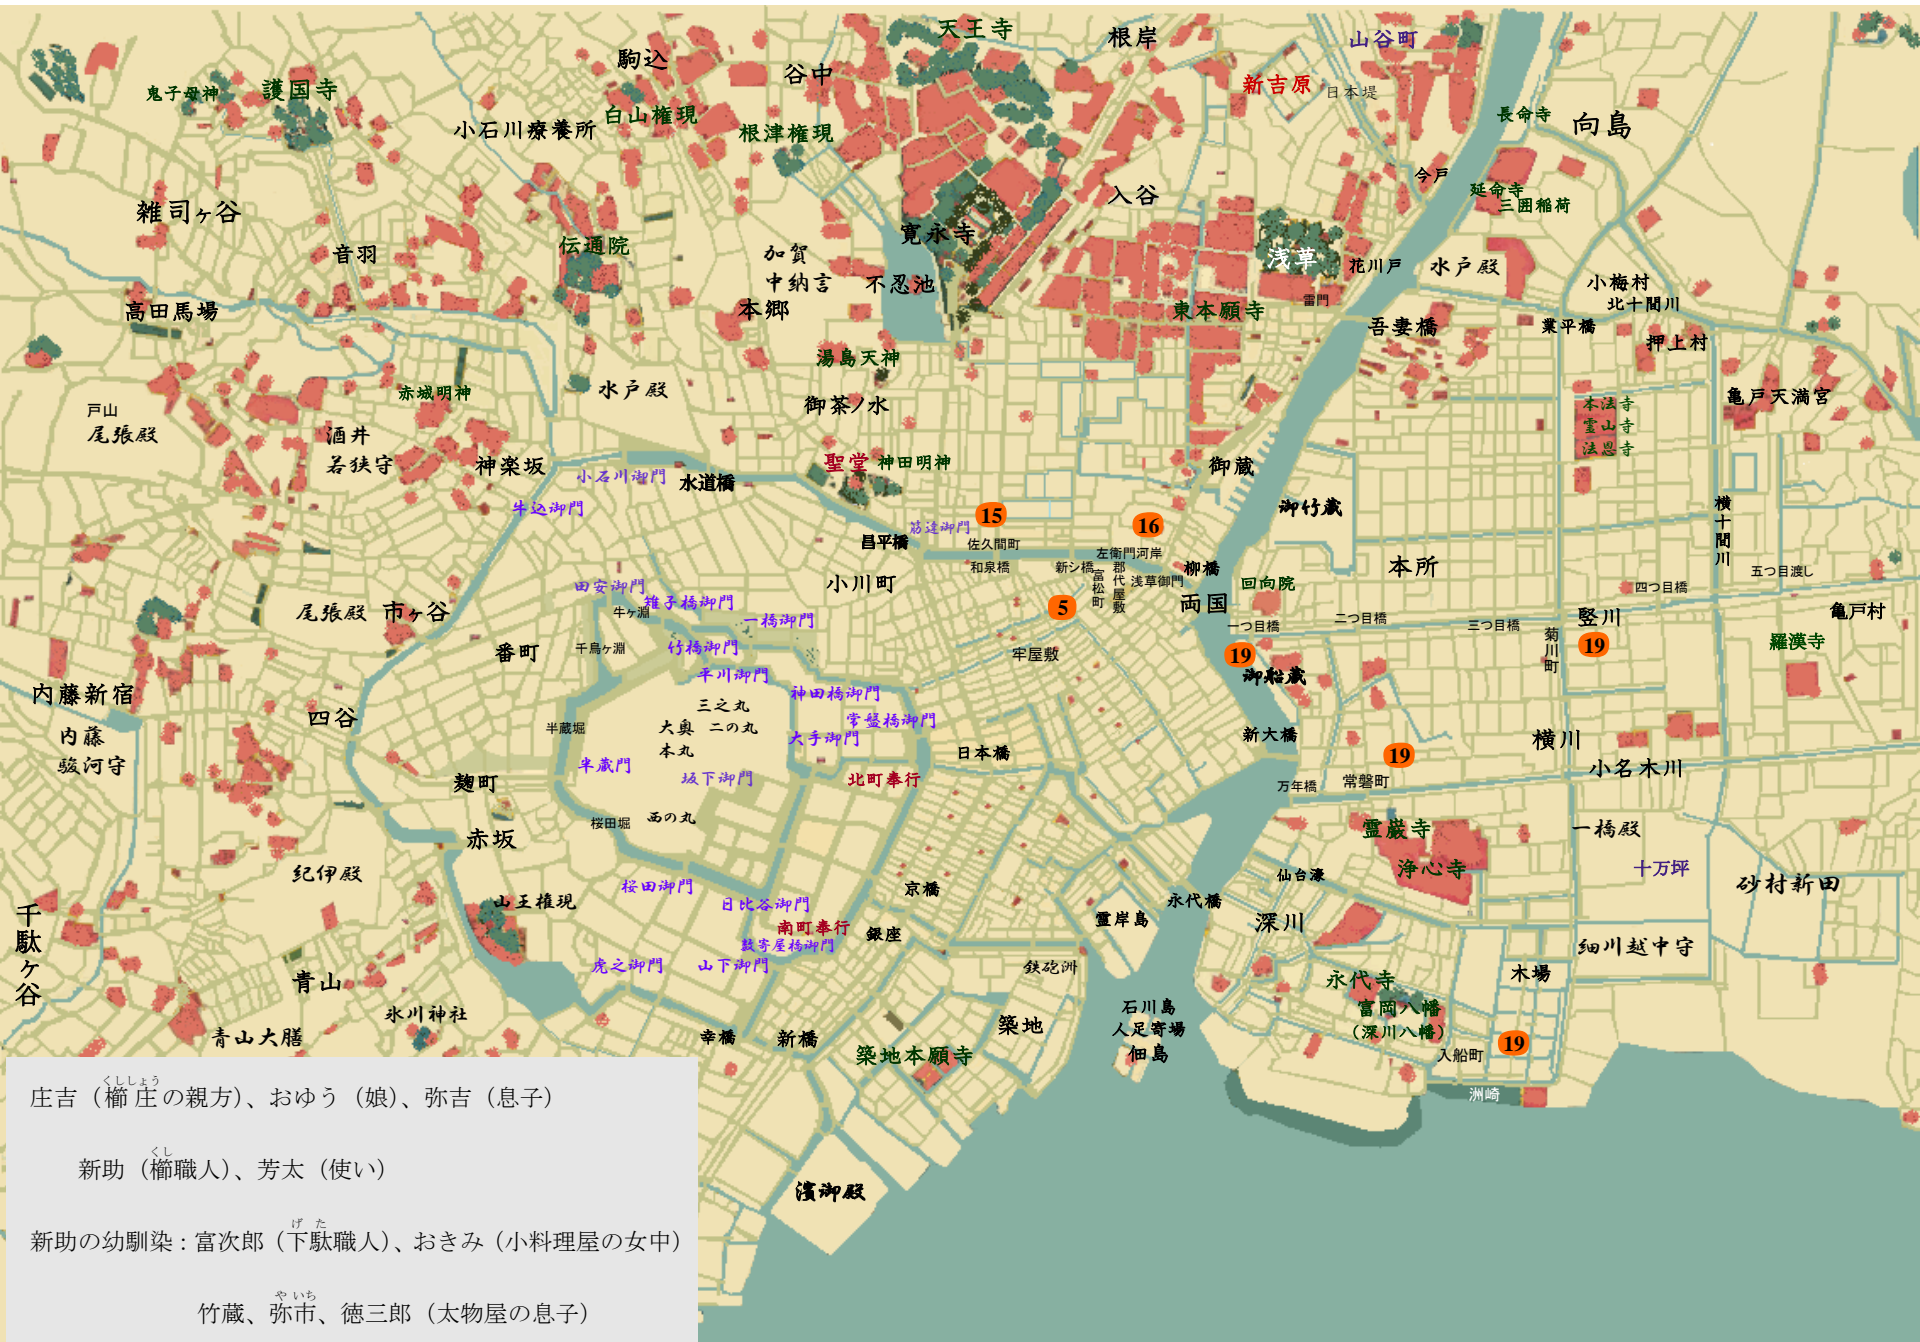 天王寺
根岸
山谷町
駒込
谷中
新吉原
日本堤
鬼子母神
護国寺
白山権現
小石川療養所
根津権現
長命寺
向島
今戸
延命寺
三囲稲荷
入谷
雑司ヶ谷
音羽
伝通院
加賀
中納言
寛永寺
浅草
花川戸
水戸殿
不忍池
本郷
高田馬場
東本願寺
雷門
吾妻橋
小梅村
北十間川
業平橋
押上村
湯島天神
赤城明神
水戸殿
御茶ノ水
戸山
尾張殿
酒井
若狭守
神楽坂
亀戸天満宮
本法寺
霊山寺
法恩寺
聖堂
神田明神
小石川御門
水道橋
牛込御門
御蔵
御竹蔵
横十間川
15
16
筋違御門
昌平橋
佐久間町
和泉橋
新シ橋
左衛門河岸
郡代屋敷
富松町
浅草御門
柳橋
両国
回向院
本所
四つ目橋
五つ目渡し
亀戸村
小川町
5
田安御門
雉子橋御門
牛ヶ淵
一橋御門
尾張殿
市ヶ谷
番町
千鳥ヶ淵
竹橋御門
平川御門
牢屋敷
一つ目橋
二つ目橋
三つ目橋
竪川
菊川町
19
19
御船蔵
羅漢寺
内藤新宿
内藤
駿河守
四谷
半蔵堀
三之丸
大奥
二の丸
本丸
神田橋御門
常盤橋御門
大手御門
日本橋
新大橋
横川
小名木川
半蔵門
坂下御門
北町奉行
19
万年橋
常磐町
麹町
桜田堀
西の丸
赤坂
霊巌寺
浄心寺
一橋殿
十万坪
砂村新田
紀伊殿
山王権現
桜田御門
日比谷御門
南町奉行
数寄屋橋御門
京橋
銀座
仙台濠
永代橋
霊岸島
深川
細川越中守
千駄ヶ谷
青山
虎之御門
山下御門
鉄砲洲
木場
永代寺
富岡八幡
（深川八幡）
石川島
人足寄場
佃島
氷川神社
青山大膳
幸橋
新橋
築地
築地本願寺
入船町
19
洲崎
濱御殿
庄吉（櫛庄の親方）、おゆう（娘）、弥吉（息子）
くししょう
新助（櫛職人）、芳太（使い）
くし
新助の幼馴染：富次郎（下駄職人）、おきみ（小料理屋の女中）
げた
竹蔵、弥市、徳三郎（太物屋の息子）
やいち